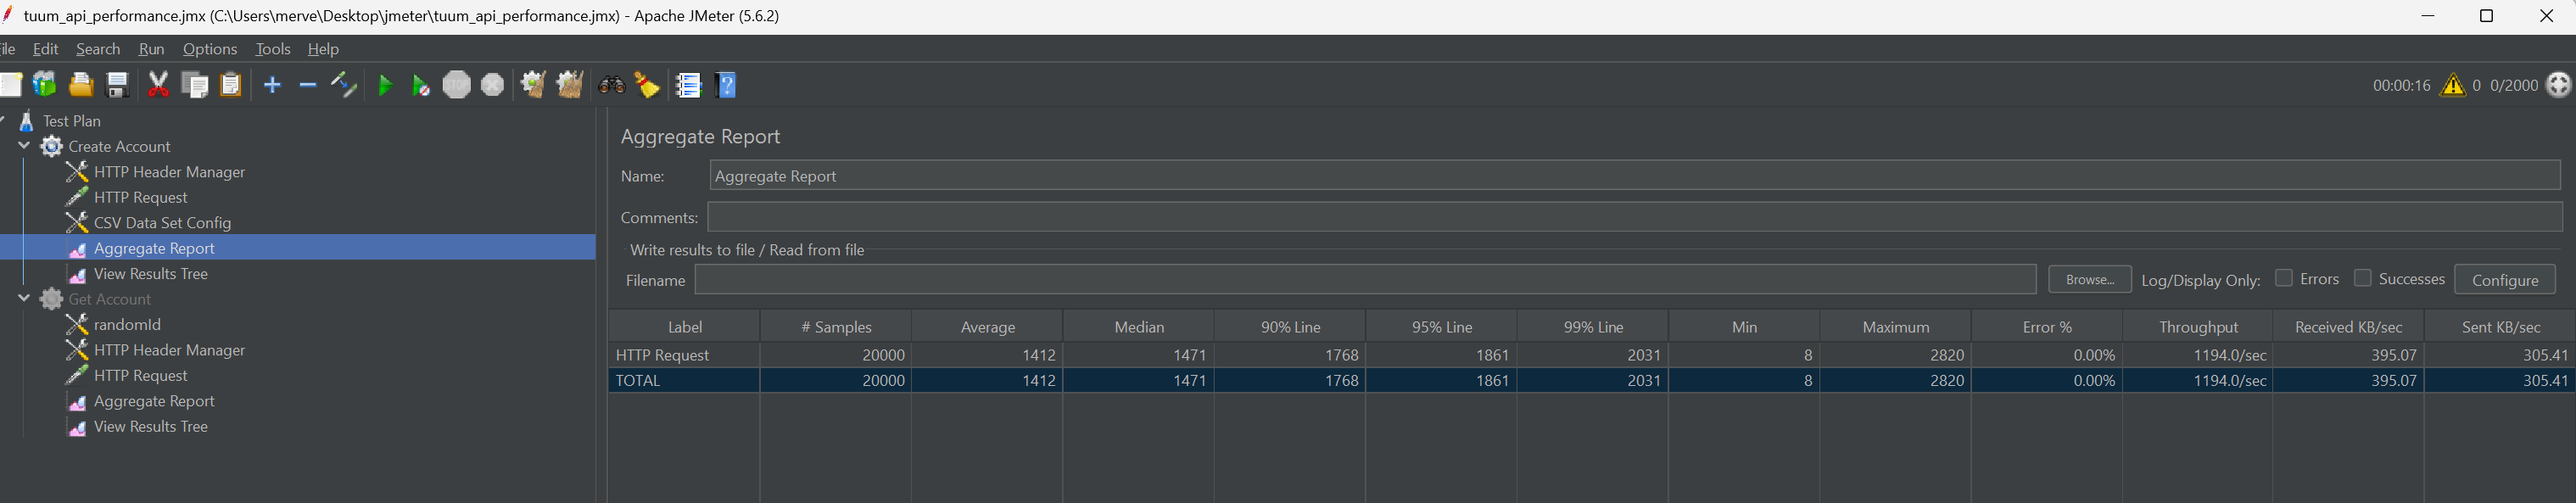 tuum_api_performance.jmx (C:\Users\merve\Desktop\jmeter\tuum_api_performance.jmx) - Apache JMeter (5.6.2)
ile Edit Search Run Options Tools Help
STOP
00:00:16 0 0/2000
Test Plan
Create Account
HTTP Header Manager
HTTP Request
CSV Data Set Config
Aggregate Report
View Results Tree
Get Account
randomId
HTTP Header Manager
HTTP Request
Aggregate Report
View Results Tree
Aggregate Report
Name: Aggregate Report
Comments:
Write results to file / Read from file
Filename Browse... Log/Display Only: Errors Successes Configure
Label # Samples Average Median 90% Line 95% Line 99% Line Min Maximum Error % Throughput Received KB/sec Sent KB/sec
HTTP Request 20000 1412 1471 1768 1861 2031 8 2820 0.00% 1194.0/sec 395.07 305.41
TOTAL 20000 1412 1471 1768 1861 2031 8 2820 0.00% 1194.0/sec 395.07 305.41